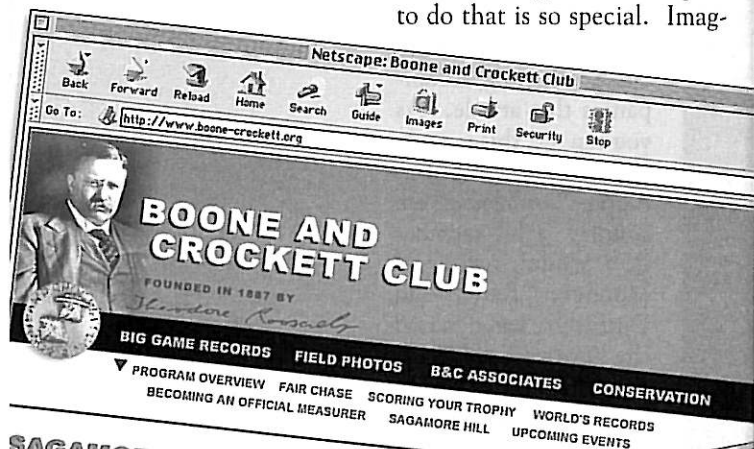 to do that is so special. Imag-
Netscape: Boone and Crockett Club
Back Forward Reload Home Search Guide Images Print Security Stop
Go To: http://www.boone-crockett.org
BOONE AND
CROCKETT CLUB
FOUNDED IN 1887 BY
Theodore Roosevelt
BIG GAME RECORDS FIELD PHOTOS B&C ASSOCIATES CONSERVATION
PROGRAM OVERVIEW FAIR CHASE SCORING YOUR TROPHY WORLD'S RECORDS
BECOMING AN OFFICIAL MEASURER SAGAMORE HILL UPCOMING EVENTS